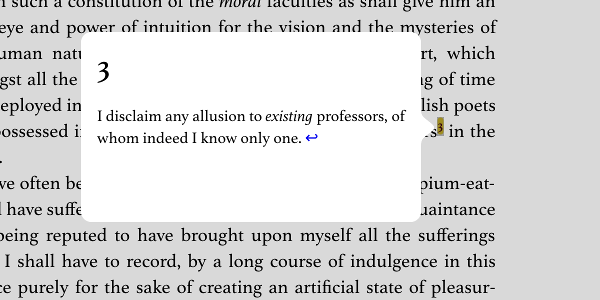 such a constitution of the moral faculties as shall give him an
eye and power of intuition for the vision and the mysteries of
3
which
gst all the
ng of time
eployed in
lish poets
I disclaim any allusion to existing professors, of
ossessed i
3 in the
whom indeed I know only one. ↩
.
ve often be
pium-eat-
have suffe
uaintance
being reputed to have brought upon myself all the sufferings
I shall have to record, by a long course of indulgence in this
ce purely for the sake of creating an artificial state of pleasur-